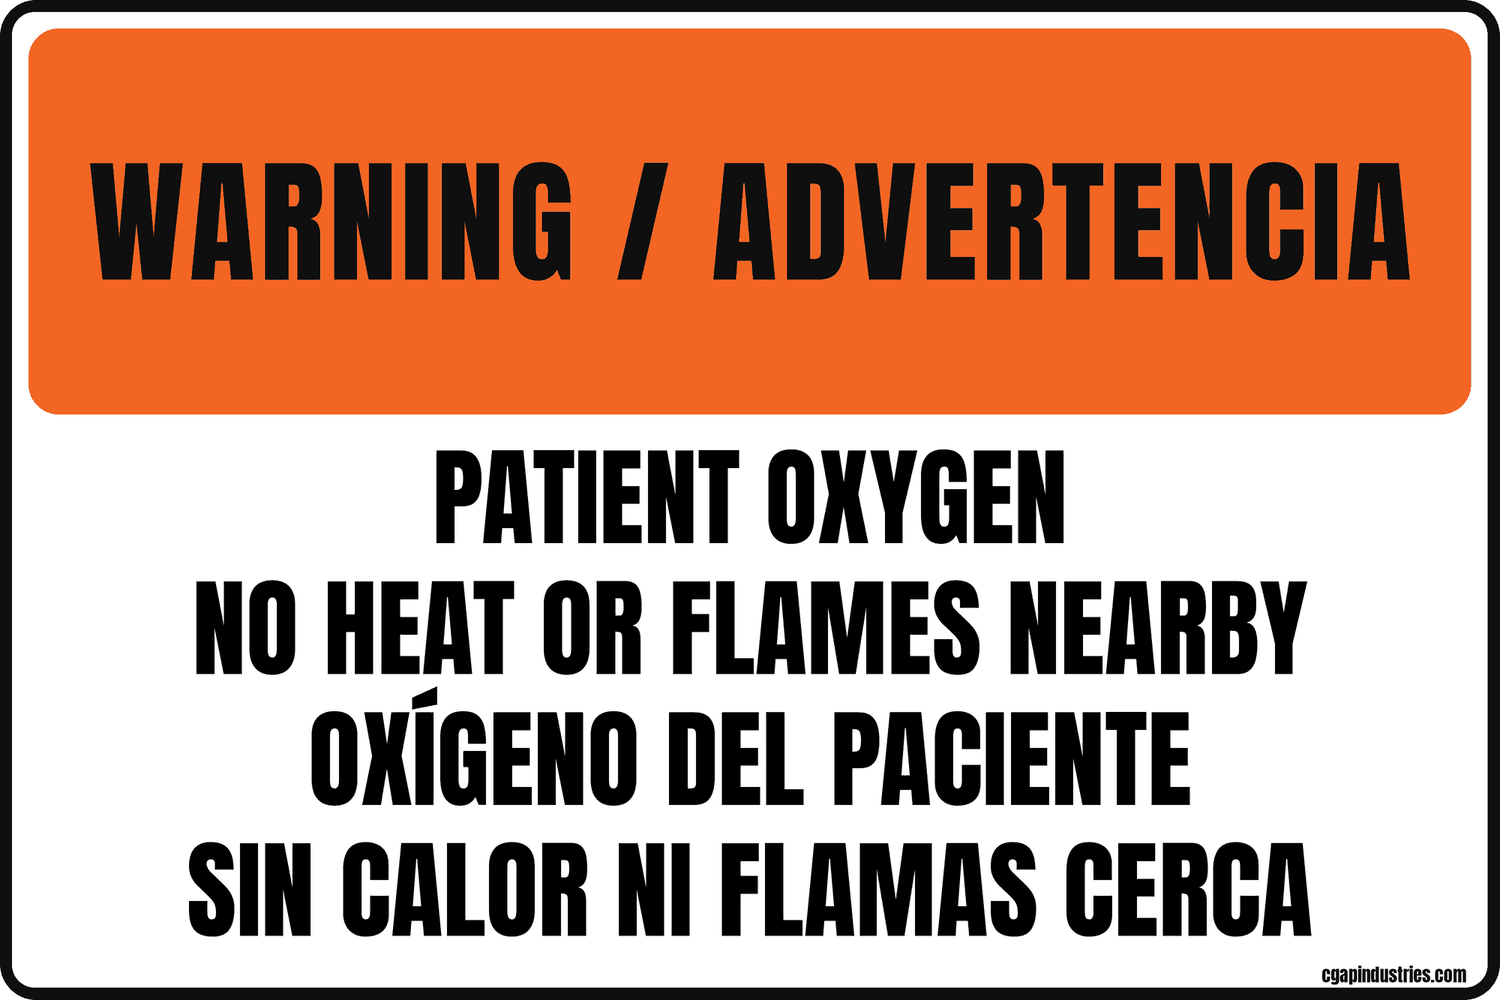 WARNING / ADVERTENCIA
PATIENT OXYGEN
NO HEAT OR FLAMES NEARBY
OXÍGENO DEL PACIENTE
SIN CALOR NI FLAMAS CERCA
cgapindustries.com